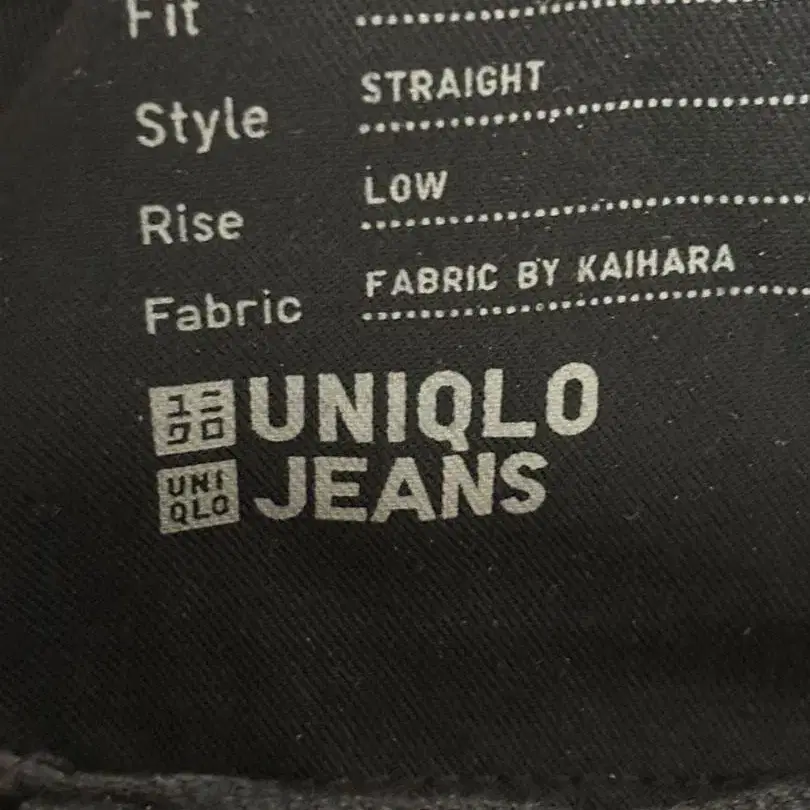 Fit
Style STRAIGHT
Rise LOW
Fabric FABRIC BY KAIHARA
ユニ UNIQLO
クロ
UNI JEANS
QLO